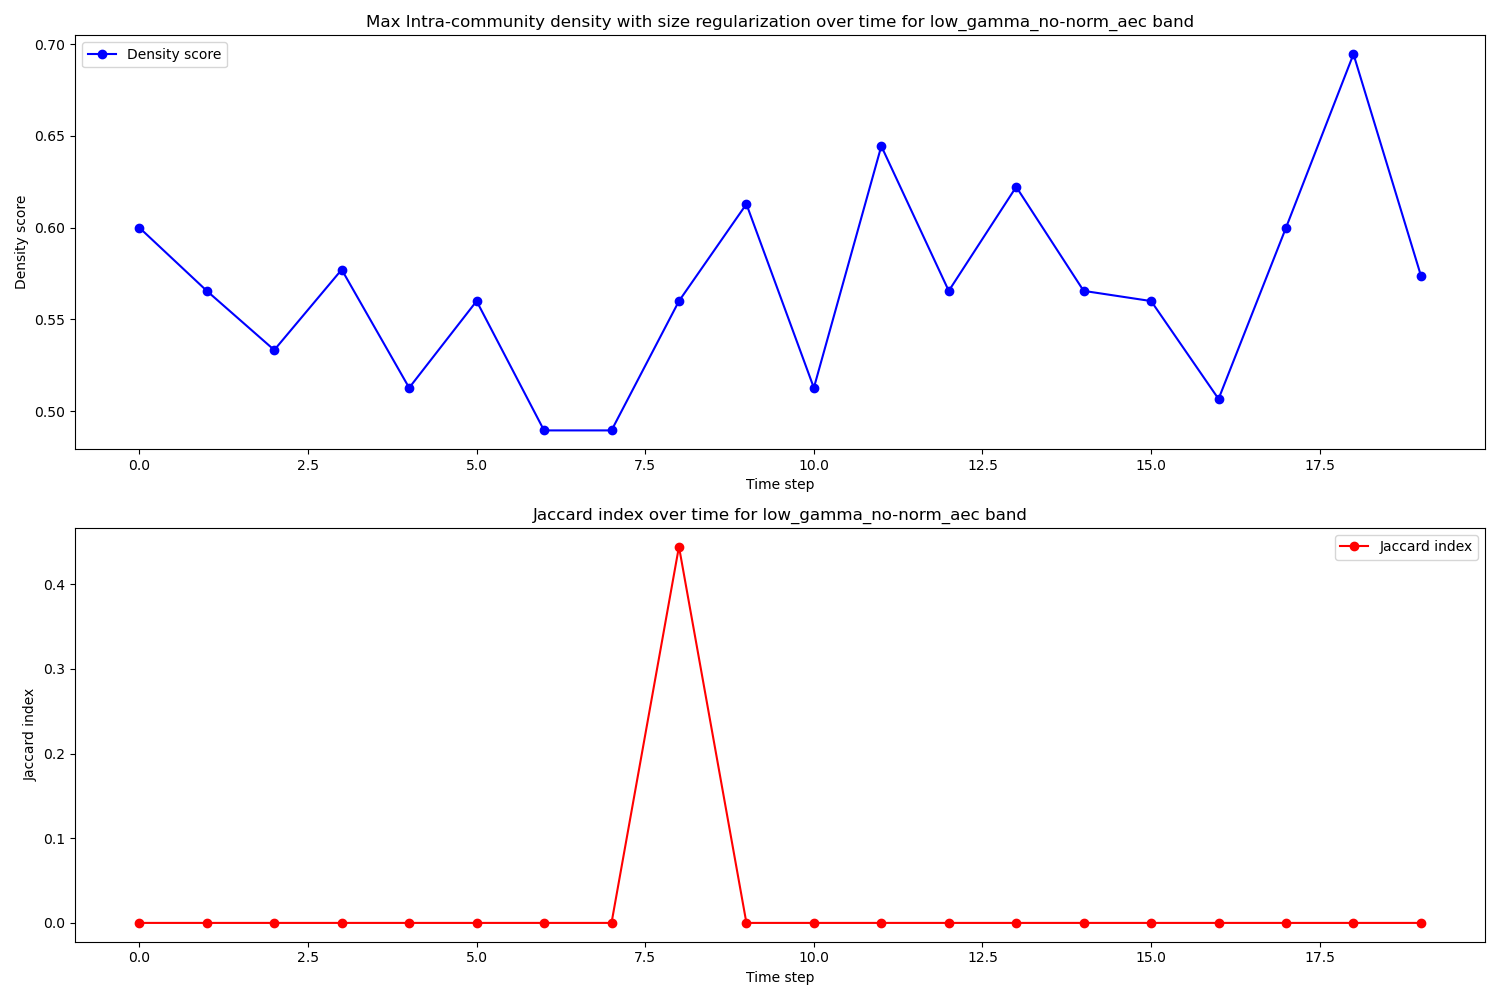 Max Intra-community density with size regularization over time for low_gamma_no-norm_aec band
Density score
0.70
0.65
0.60
0.55
0.50
Density score
0.0 2.5 5.0 7.5 10.0 12.5 15.0 17.5
Time step
Jaccard index over time for low_gamma_no-norm_aec band
Jaccard index
0.4
0.3
0.2
0.1
0.0
Jaccard index
0.0 2.5 5.0 7.5 10.0 12.5 15.0 17.5
Time step